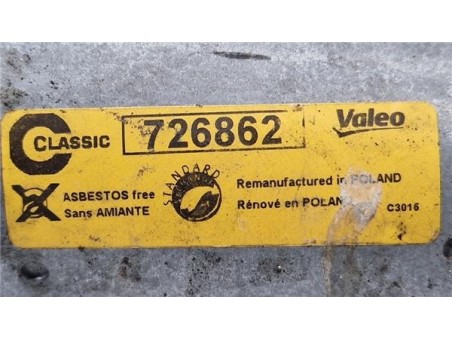 C CLASSIC 726862 Valeo
ASBESTOS free
Sans AMIANTE
STANDARD
Remanufactured in POLAND
Rénové en POLAN
C3016